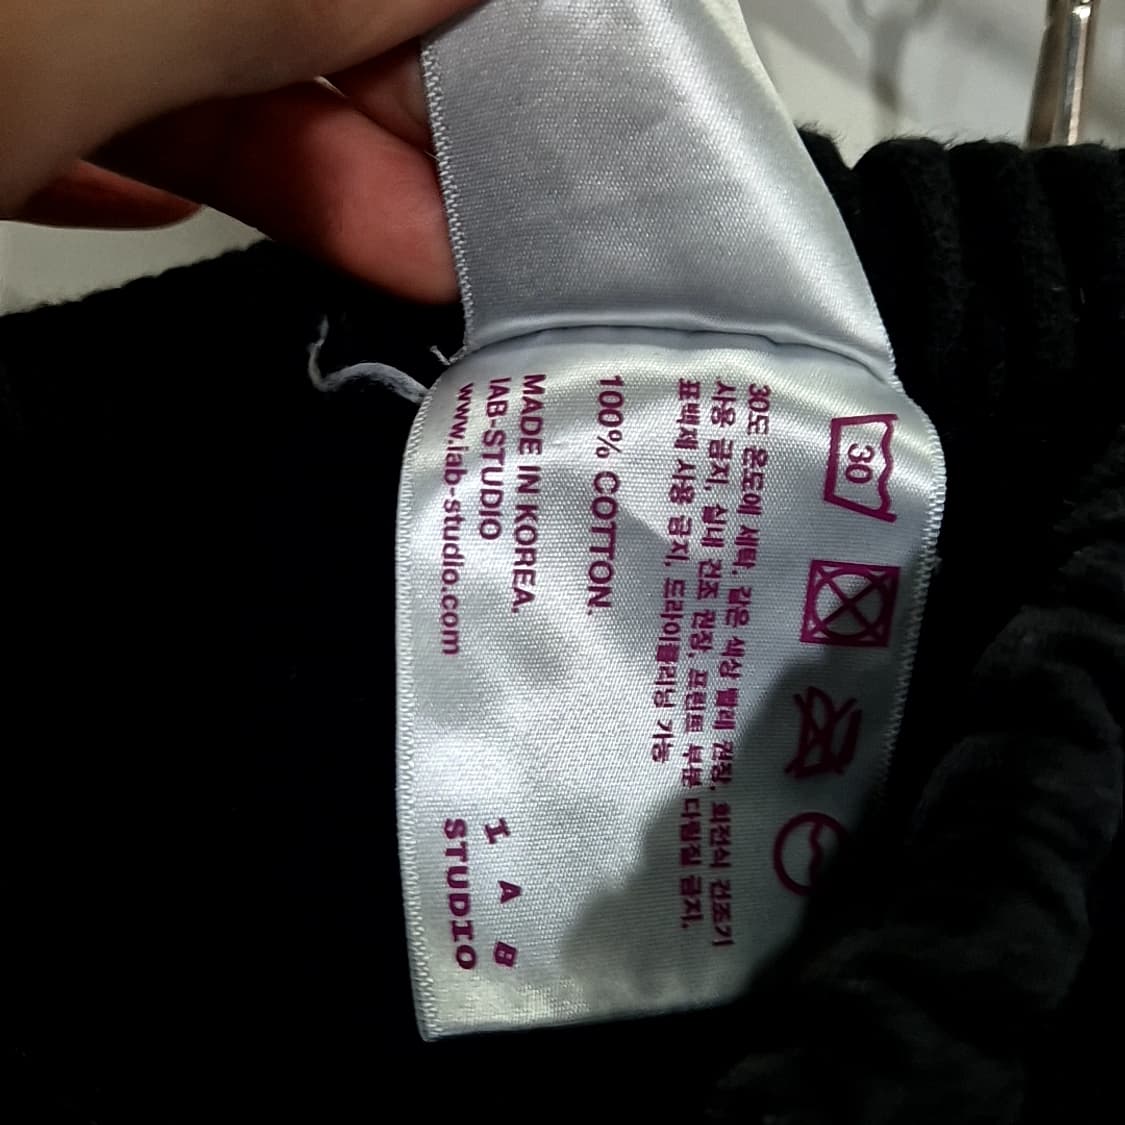 30
30도 온도에 세탁, 같은 색상 빨래 권장, 회전식 건조기
사용 금지, 실내 건조 권장, 프린트 부분 다림질 금지,
표백제 사용 금지, 드라이클리닝 가능
100% COTTON.
MADE IN KOREA.
IAB-STUDIO
www.iab-studio.com
I A B
STUDIO